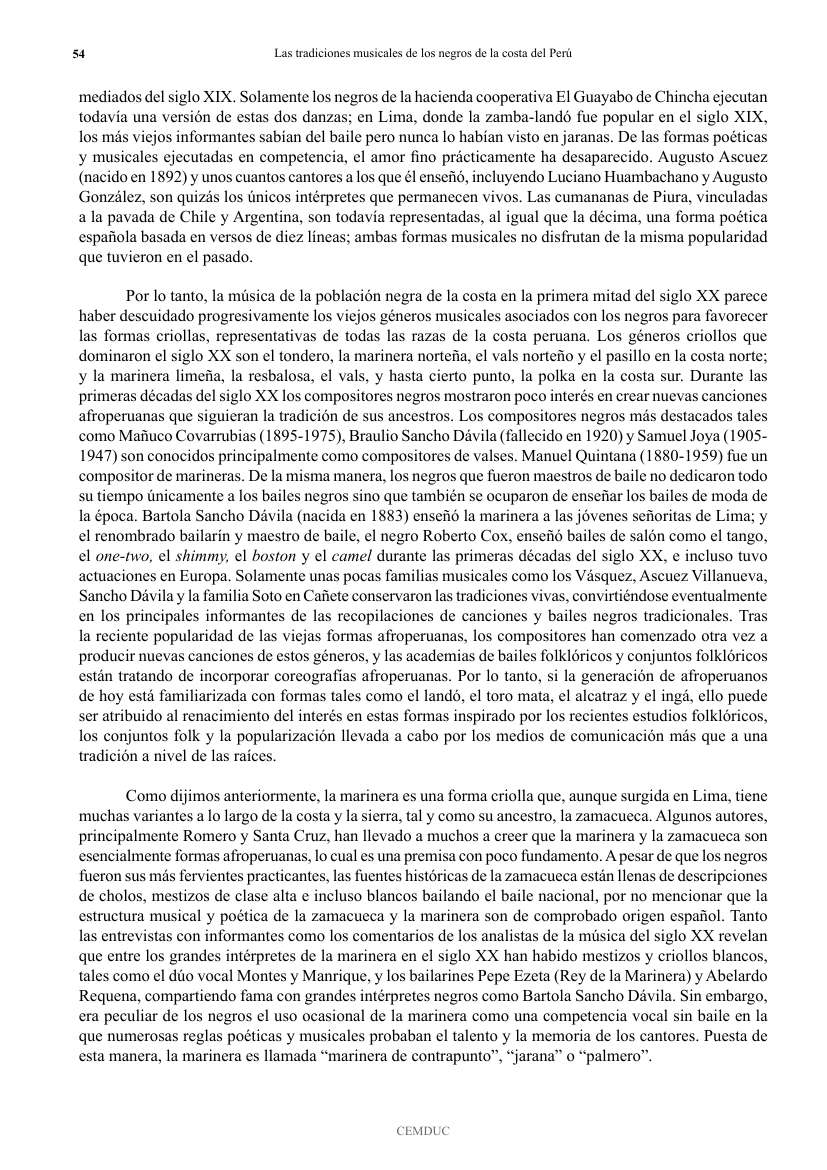 54
Las tradiciones musicales de los negros de la costa del Perú
mediados del siglo XIX. Solamente los negros de la hacienda cooperativa El Guayabo de Chincha ejecutan
todavía una versión de estas dos danzas; en Lima, donde la zamba-landó fue popular en el siglo XIX,
los más viejos informantes sabían del baile pero nunca lo habían visto en jaranas. De las formas poéticas
y musicales ejecutadas en competencia, el amor fino prácticamente ha desaparecido. Augusto Ascuez
(nacido en 1892) y unos cuantos cantores a los que él enseñó, incluyendo Luciano Huambachano y Augusto
González, son quizás los únicos intérpretes que permanecen vivos. Las cumananas de Piura, vinculadas
a la pavada de Chile y Argentina, son todavía representadas, al igual que la décima, una forma poética
española basada en versos de diez líneas; ambas formas musicales no disfrutan de la misma popularidad
que tuvieron en el pasado.
Por lo tanto, la música de la población negra de la costa en la primera mitad del siglo XX parece
haber descuidado progresivamente los viejos géneros musicales asociados con los negros para favorecer
las formas criollas, representativas de todas las razas de la costa peruana. Los géneros criollos que
dominaron el siglo XX son el tondero, la marinera norteña, el vals norteño y el pasillo en la costa norte;
y la marinera limeña, la resbalosa, el vals, y hasta cierto punto, la polka en la costa sur. Durante las
primeras décadas del siglo XX los compositores negros mostraron poco interés en crear nuevas canciones
afroperuanas que siguieran la tradición de sus ancestros. Los compositores negros más destacados tales
como Mañuco Covarrubias (1895-1975), Braulio Sancho Dávila (fallecido en 1920) y Samuel Joya (1905-
1947) son conocidos principalmente como compositores de valses. Manuel Quintana (1880-1959) fue un
compositor de marineras. De la misma manera, los negros que fueron maestros de baile no dedicaron todo
su tiempo únicamente a los bailes negros sino que también se ocuparon de enseñar los bailes de moda de
la época. Bartola Sancho Dávila (nacida en 1883) enseñó la marinera a las jóvenes señoritas de Lima; y
el renombrado bailarín y maestro de baile, el negro Roberto Cox, enseñó bailes de salón como el tango,
el one-two, el shimmy, el boston y el camel durante las primeras décadas del siglo XX, e incluso tuvo
actuaciones en Europa. Solamente unas pocas familias musicales como los Vásquez, Ascuez Villanueva,
Sancho Dávila y la familia Soto en Cañete conservaron las tradiciones vivas, convirtiéndose eventualmente
en los principales informantes de las recopilaciones de canciones y bailes negros tradicionales. Tras
la reciente popularidad de las viejas formas afroperuanas, los compositores han comenzado otra vez a
producir nuevas canciones de estos géneros, y las academias de bailes folklóricos y conjuntos folklóricos
están tratando de incorporar coreografías afroperuanas. Por lo tanto, si la generación de afroperuanos
de hoy está familiarizada con formas tales como el landó, el toro mata, el alcatraz y el ingá, ello puede
ser atribuido al renacimiento del interés en estas formas inspirado por los recientes estudios folklóricos,
los conjuntos folk y la popularización llevada a cabo por los medios de comunicación más que a una
tradición a nivel de las raíces.
Como dijimos anteriormente, la marinera es una forma criolla que, aunque surgida en Lima, tiene
muchas variantes a lo largo de la costa y la sierra, tal y como su ancestro, la zamacueca. Algunos autores,
principalmente Romero y Santa Cruz, han llevado a muchos a creer que la marinera y la zamacueca son
esencialmente formas afroperuanas, lo cual es una premisa con poco fundamento. A pesar de que los negros
fueron sus más fervientes practicantes, las fuentes históricas de la zamacueca están llenas de descripciones
de cholos, mestizos de clase alta e incluso blancos bailando el baile nacional, por no mencionar que la
estructura musical y poética de la zamacueca y la marinera son de comprobado origen español. Tanto
las entrevistas con informantes como los comentarios de los analistas de la música del siglo XX revelan
que entre los grandes intérpretes de la marinera en el siglo XX han habido mestizos y criollos blancos,
tales como el dúo vocal Montes y Manrique, y los bailarines Pepe Ezeta (Rey de la Marinera) y Abelardo
Requena, compartiendo fama con grandes intérpretes negros como Bartola Sancho Dávila. Sin embargo,
era peculiar de los negros el uso ocasional de la marinera como una competencia vocal sin baile en la
que numerosas reglas poéticas y musicales probaban el talento y la memoria de los cantores. Puesta de
esta manera, la marinera es llamada “marinera de contrapunto”, “jarana” o “palmero”.
CEMDUC